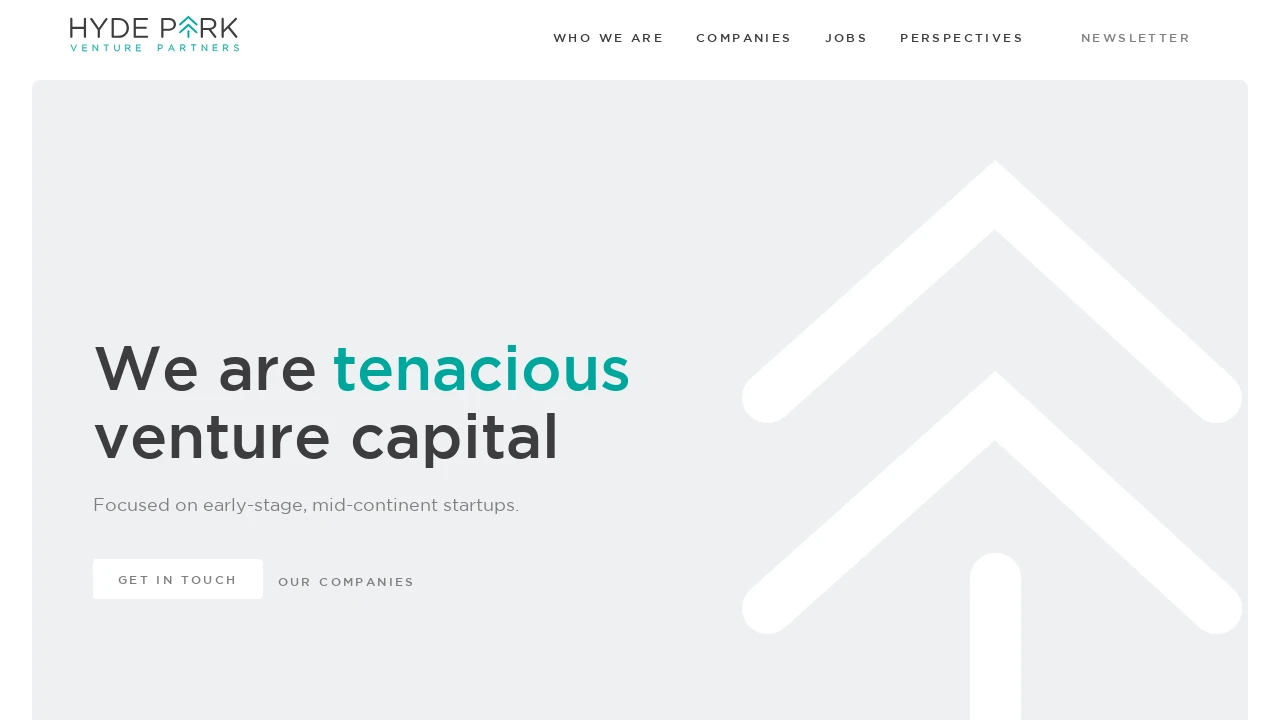 HYDE PARK
VENTURE PARTNERS
WHO WE ARE
COMPANIES
JOBS
PERSPECTIVES
NEWSLETTER
We are tenacious
venture capital
Focused on early-stage, mid-continent startups.
GET IN TOUCH
OUR COMPANIES